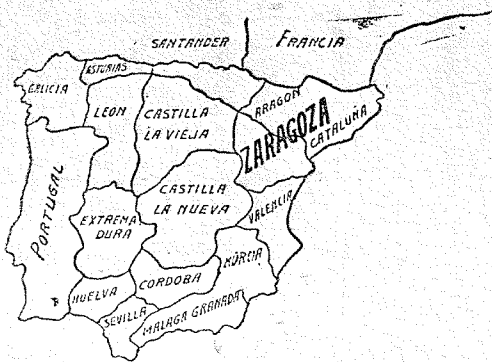 SANTANDER
FRANCIA
ASTURIAS
GALICIA
LEON
CASTILLA
LA VIEJA
ARAGON
ZARAGOZA
CATALUÑA
PORTUGAL
CASTILLA
LA NUEVA
EXTREMA
DURA
VALENCIA
MÚRCIA
CORDOBA
HUELVA
SEVILLA
MALAGA GRANADA